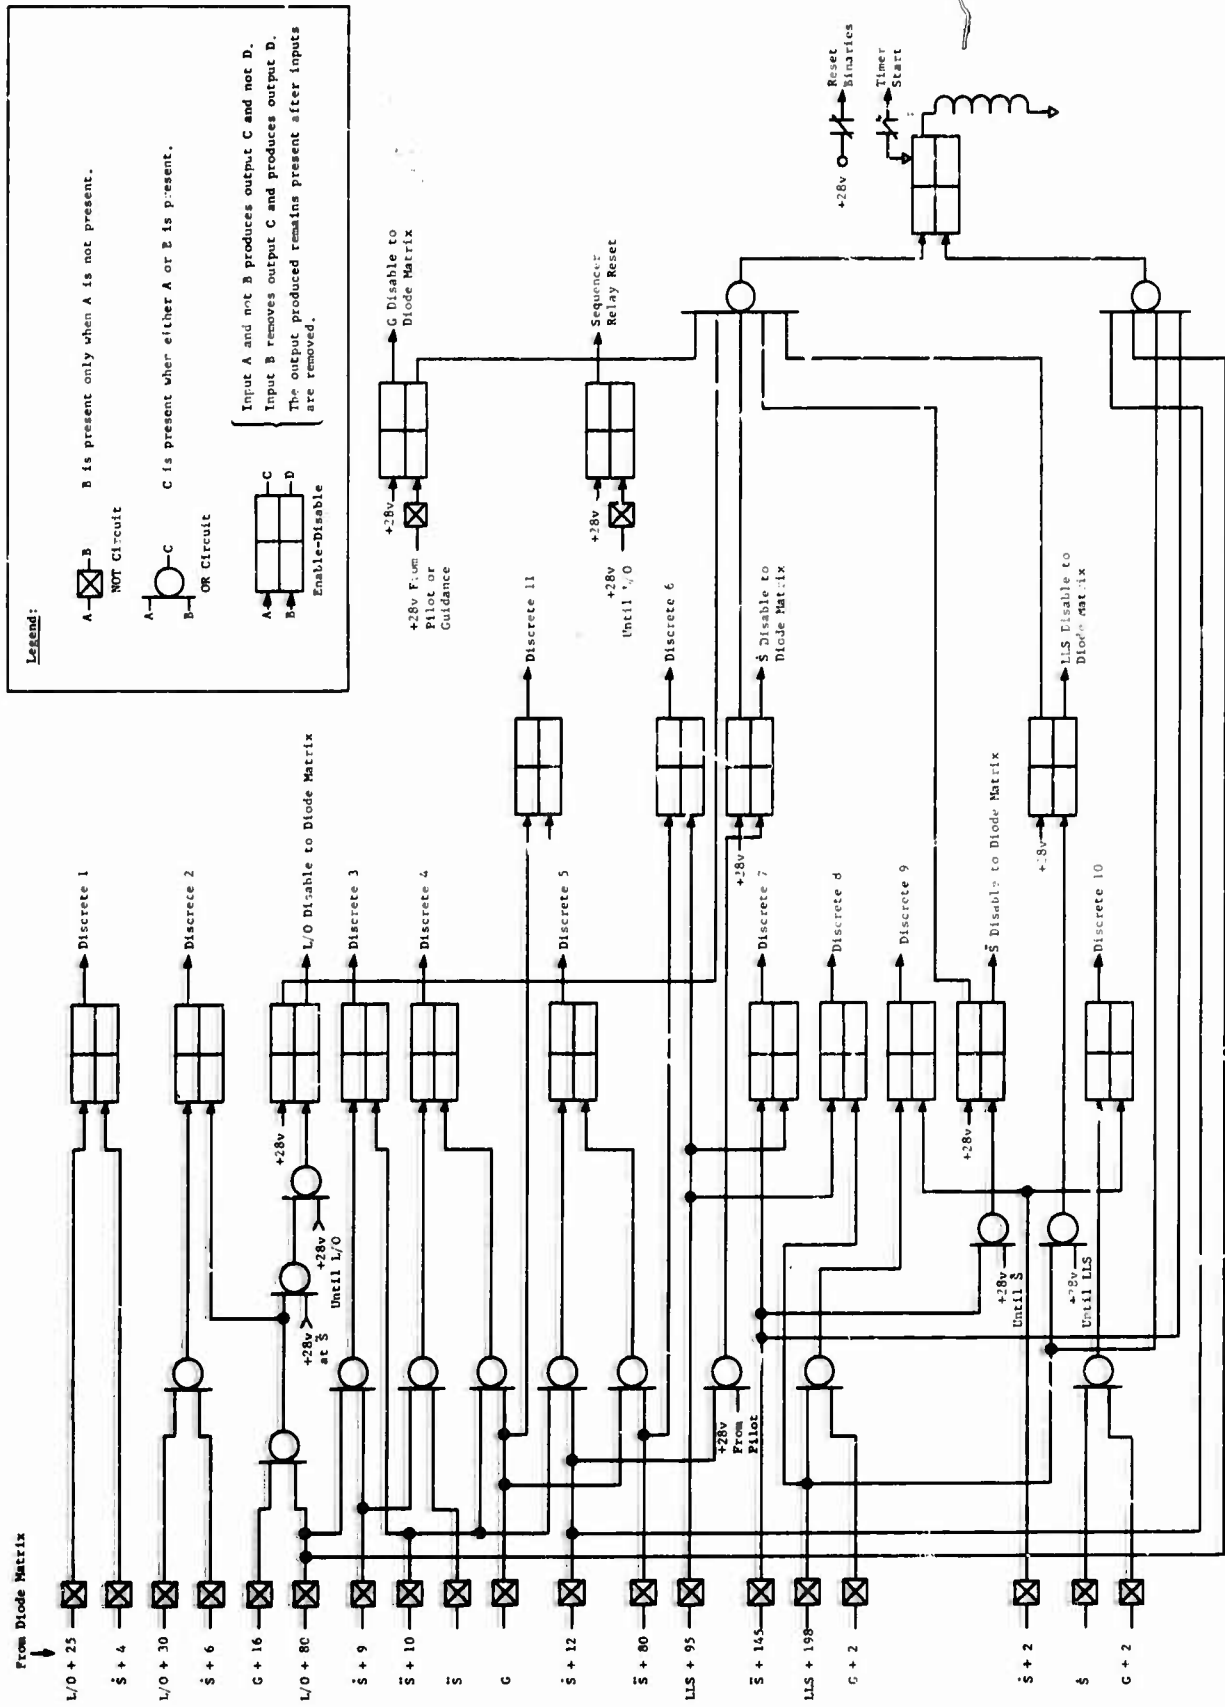 Legend:
A
B
B is present only when A is not present.
NOT Circuit
A
C
B
C is present when either A or B is present.
OR Circuit
A
C
B
D
Enable-Disable
Input A and not B produces output C and not D.
Input B removes output C and produces output D.
The output produced remains present after inputs
are removed.
From Diode Matrix
L/O + 25
Ṡ + 4
L/O + 30
Ṡ + 6
G + 16
L/O + 80
Ṡ + 9
S̈ + 10
S̈
G
Ṡ + 12
S̈ + 80
LLS + 95
S̈ + 145
LLS + 198
G + 2
Ṡ + 2
Ṡ
G + 2
+28v
at S̈
+28v
Until L/O
+28v
Discrete 1
Discrete 2
L/O Disable to Diode Matrix
Discrete 3
Discrete 4
Discrete 5
+28v
From
Pilot
+28v
Discrete 7
Discrete 8
Discrete 9
+28v
S̈ Disable to Diode Matrix
+28v
Until S̈
+28v
Until LLS
Discrete 10
Discrete 11
Discrete 6
Ṡ Disable to
Diode Matrix
+28v
LLS Disable to
Diode Matrix
+28v
+28v From
Pilot or
Guidance
G Disable to
Diode Matrix
+28v
+28v
Until L/O
Sequencer
Relay Reset
+28v
Reset
Binaries
Timer
Start